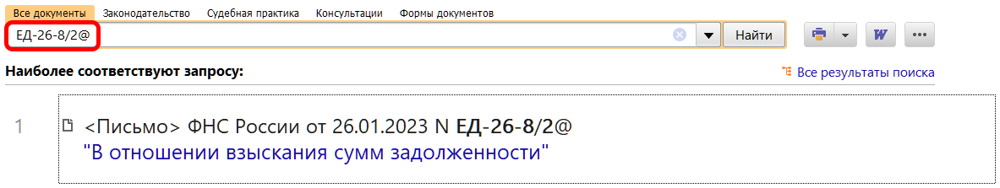 Все документы Законодательство Судебная практика Консультации Формы документов
ЕД-26-8/2@ Найти W
Наиболее соответствуют запросу: Все результаты поиска
1 <Письмо> ФНС России от 26.01.2023 N ЕД-26-8/2@
"В отношении взыскания сумм задолженности"